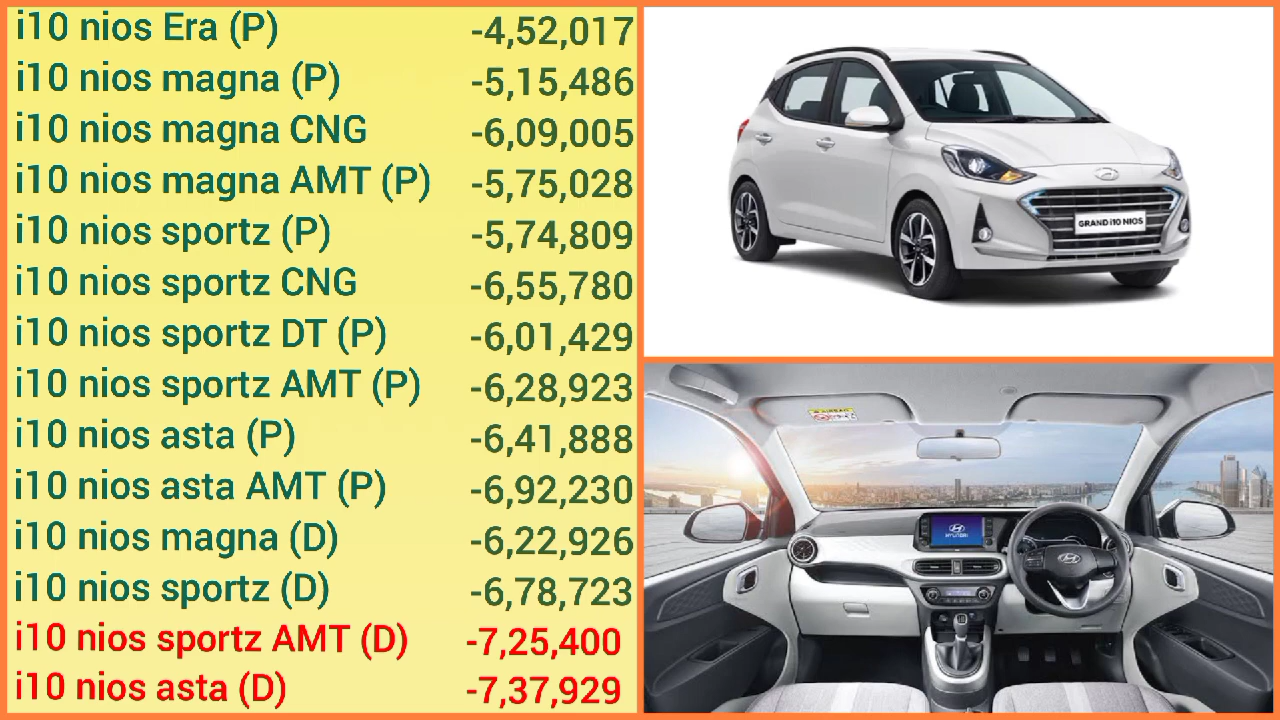 i10 nios Era (P) -4,52,017
i10 nios magna (P) -5,15,486
i10 nios magna CNG -6,09,005
i10 nios magna AMT (P) -5,75,028
i10 nios sportz (P) -5,74,809
i10 nios sportz CNG -6,55,780
i10 nios sportz DT (P) -6,01,429
i10 nios sportz AMT (P) -6,28,923
i10 nios asta (P) -6,41,888
i10 nios asta AMT (P) -6,92,230
i10 nios magna (D) -6,22,926
i10 nios sportz (D) -6,78,723
i10 nios sportz AMT (D) -7,25,400
i10 nios asta (D) -7,37,929
GRAND i10 NIOS
HYUNDAI